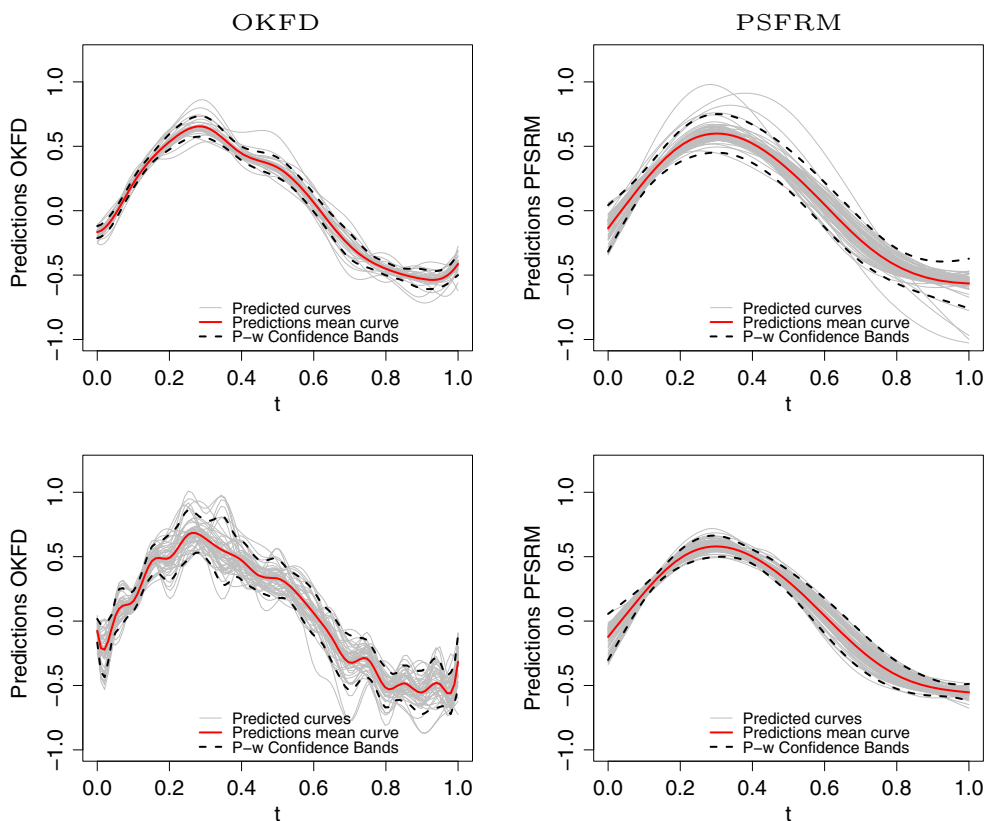 OKFD
PSFRM
Predictions OKFD
−1.0 −0.5 0.0 0.5 1.0
Predicted curves
Predictions mean curve
P−w Confidence Bands
0.0 0.2 0.4 0.6 0.8 1.0
t
Predictions PFSRM
−1.0 −0.5 0.0 0.5 1.0
Predicted curves
Predictions mean curve
P−w Confidence Bands
0.0 0.2 0.4 0.6 0.8 1.0
t
Predictions OKFD
−1.0 −0.5 0.0 0.5 1.0
Predicted curves
Predictions mean curve
P−w Confidence Bands
0.0 0.2 0.4 0.6 0.8 1.0
t
Predictions PFSRM
−1.0 −0.5 0.0 0.5 1.0
Predicted curves
Predictions mean curve
P−w Confidence Bands
0.0 0.2 0.4 0.6 0.8 1.0
t